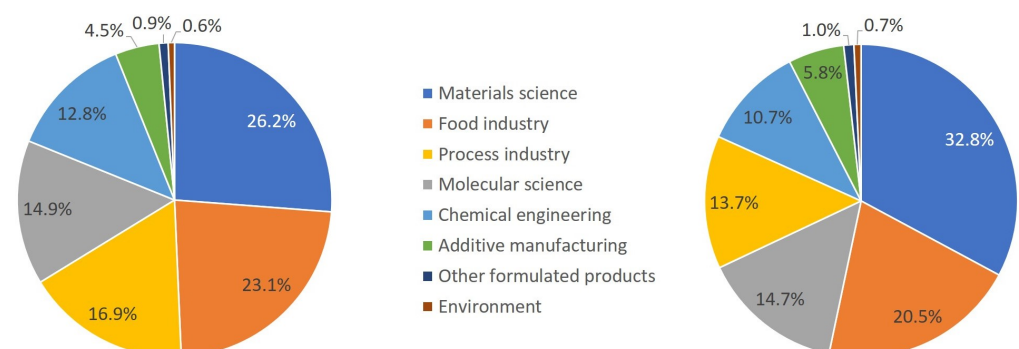 4.5%
0.9%
0.6%
12.8%
26.2%
14.9%
16.9%
23.1%
Materials science
Food industry
Process industry
Molecular science
Chemical engineering
Additive manufacturing
Other formulated products
Environment
1.0%
0.7%
5.8%
10.7%
32.8%
13.7%
14.7%
20.5%